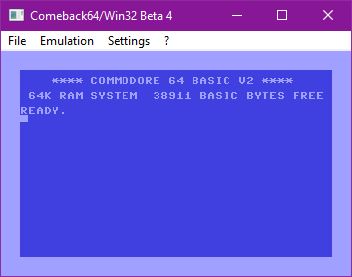 Comeback64/Win32 Beta 4
File Emulation Settings ?
**** COMMODORE 64 BASIC V2 ****
64K RAM SYSTEM 38911 BASIC BYTES FREE
READY.